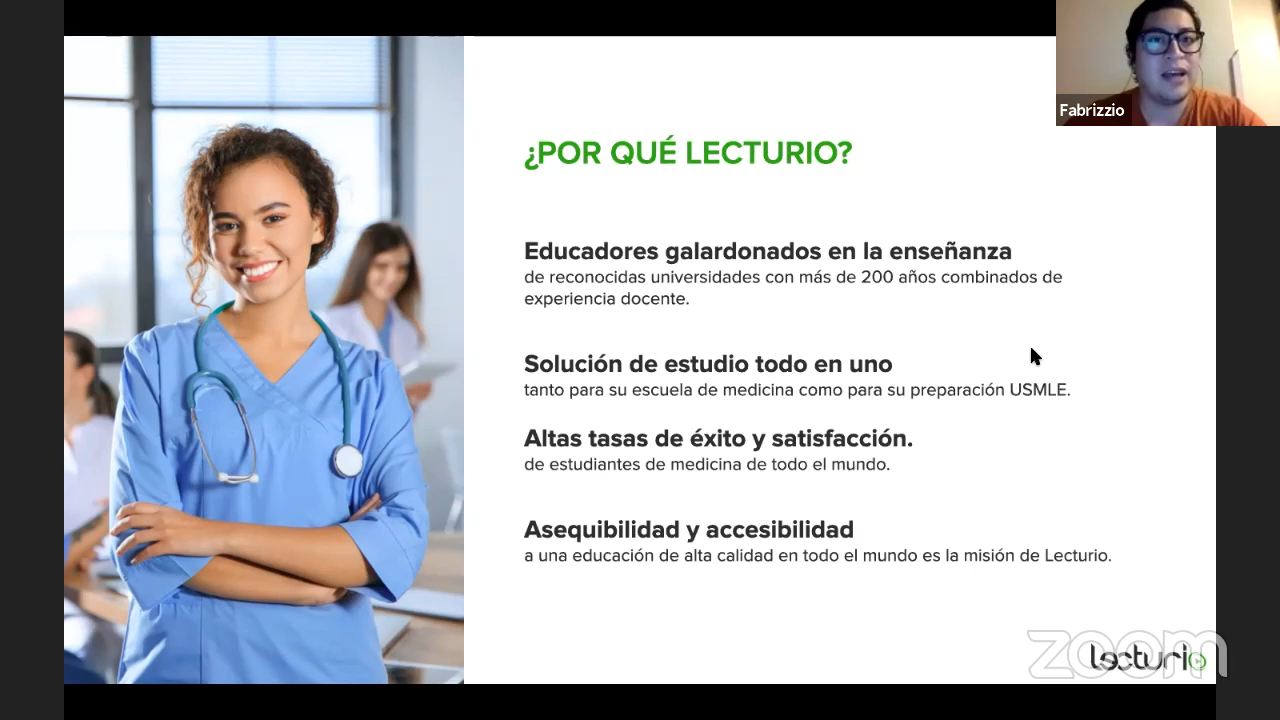 Fabrizzio
¿POR QUÉ LECTURIO?
Educadores galardonados en la enseñanza
de reconocidas universidades con más de 200 años combinados de
experiencia docente.
Solución de estudio todo en uno
tanto para su escuela de medicina como para su preparación USMLE.
Altas tasas de éxito y satisfacción.
de estudiantes de medicina de todo el mundo.
Asequibilidad y accesibilidad
a una educación de alta calidad en todo el mundo es la misión de Lecturio.
zoom
lecturio